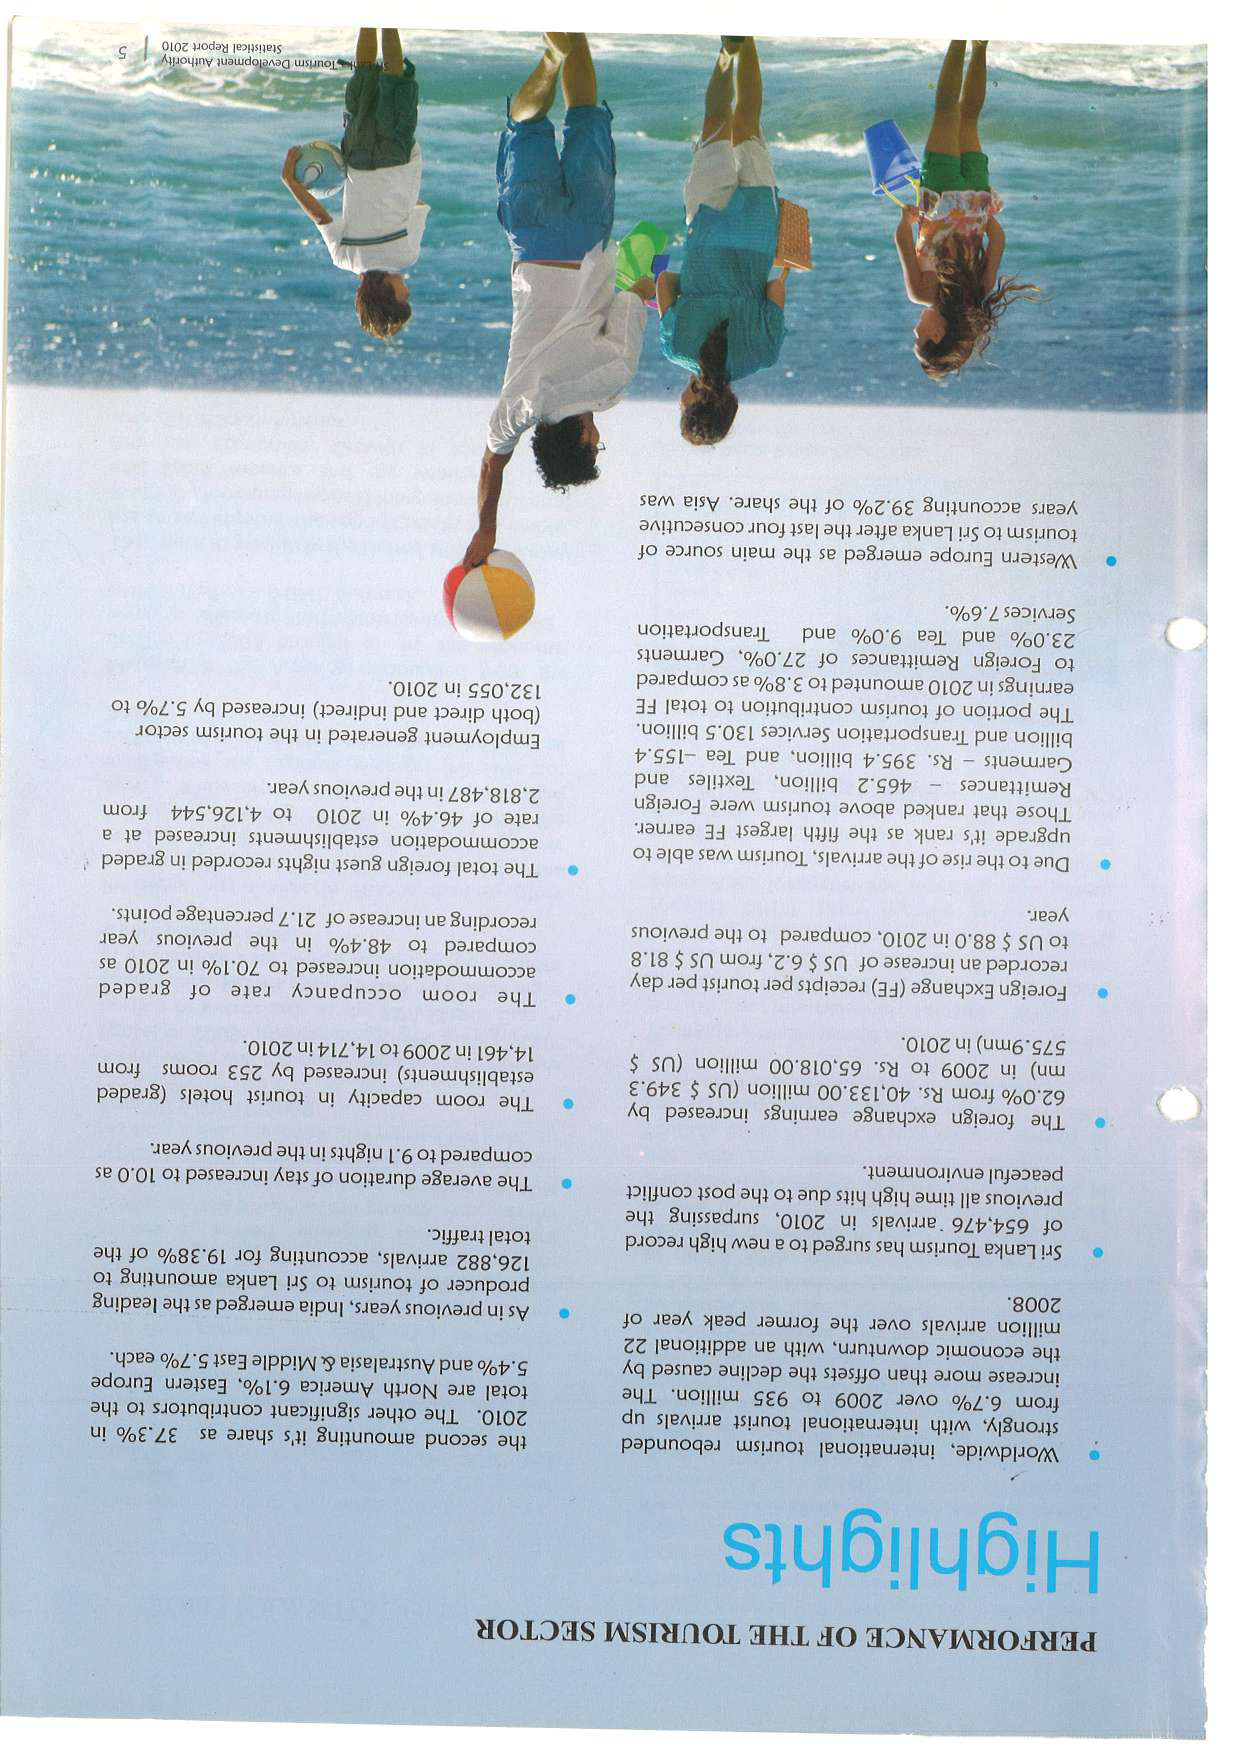 PERFORMANCE OF THE TOURISM SECTOR
Highlights
• Worldwide, international tourism rebounded
strongly, with international tourist arrivals up
from 6.7% over 2009 to 935 million. The
increase more than offsets the decline caused by
the economic downturn, with an additional 22
million arrivals over the former peak year of
2008.
• Sri Lanka Tourism has surged to a new high record
of 654,476 arrivals in 2010, surpassing the
previous all time high hits due to the post conflict
peaceful environment.
• The foreign exchange earnings increased by
62.0% from Rs. 40,133.00 million (US $ 349.3
mn) in 2009 to Rs. 65,018.00 million (US $
575.9mn) in 2010.
• Foreign Exchange (FE) receipts per tourist per day
recorded an increase of US $ 6.2, from US $ 81.8
to US $ 88.0 in 2010, compared to the previous
year.
• Due to the rise of the arrivals, Tourism was able to
upgrade it's rank as the fifth largest FE earner.
Those that ranked above tourism were Foreign
Remittances – 465.2 billion, Textiles and
Garments – Rs. 395.4 billion, and Tea –155.4
billion and Transportation Services 130.5 billion.
The portion of tourism contribution to total FE
earnings in 2010 amounted to 3.8% as compared
to Foreign Remittances of 27.0%, Garments
23.0% and Tea 9.0% and Transportation
Services 7.6%.
• Western Europe emerged as the main source of
tourism to Sri Lanka after the last four consecutive
years accounting 39.2% of the share. Asia was
the second amounting it's share as 37.3% in
2010. The other significant contributors to the
total are North America 6.1%, Eastern Europe
5.4% and Australasia & Middle East 5.7% each.
• As in previous years, India emerged as the leading
producer of tourism to Sri Lanka amounting to
126,882 arrivals, accounting for 19.38% of the
total traffic.
• The average duration of stay increased to 10.0 as
compared to 9.1 nights in the previous year.
• The room capacity in tourist hotels (graded
establishments) increased by 253 rooms from
14,461 in 2009 to 14,714 in 2010.
• The room occupancy rate of graded
accommodation increased to 70.1% in 2010 as
compared to 48.4% in the previous year
recording an increase of 21.7 percentage points.
• The total foreign guest nights recorded in graded
accommodation establishments increased at a
rate of 46.4% in 2010 to 4,126,544 from
2,818,487 in the previous year.
Employment generated in the tourism sector
(both direct and indirect) increased by 5.7% to
132,055 in 2010.
Sri Lanka Tourism Development Authority
Statistical Report 2010
5